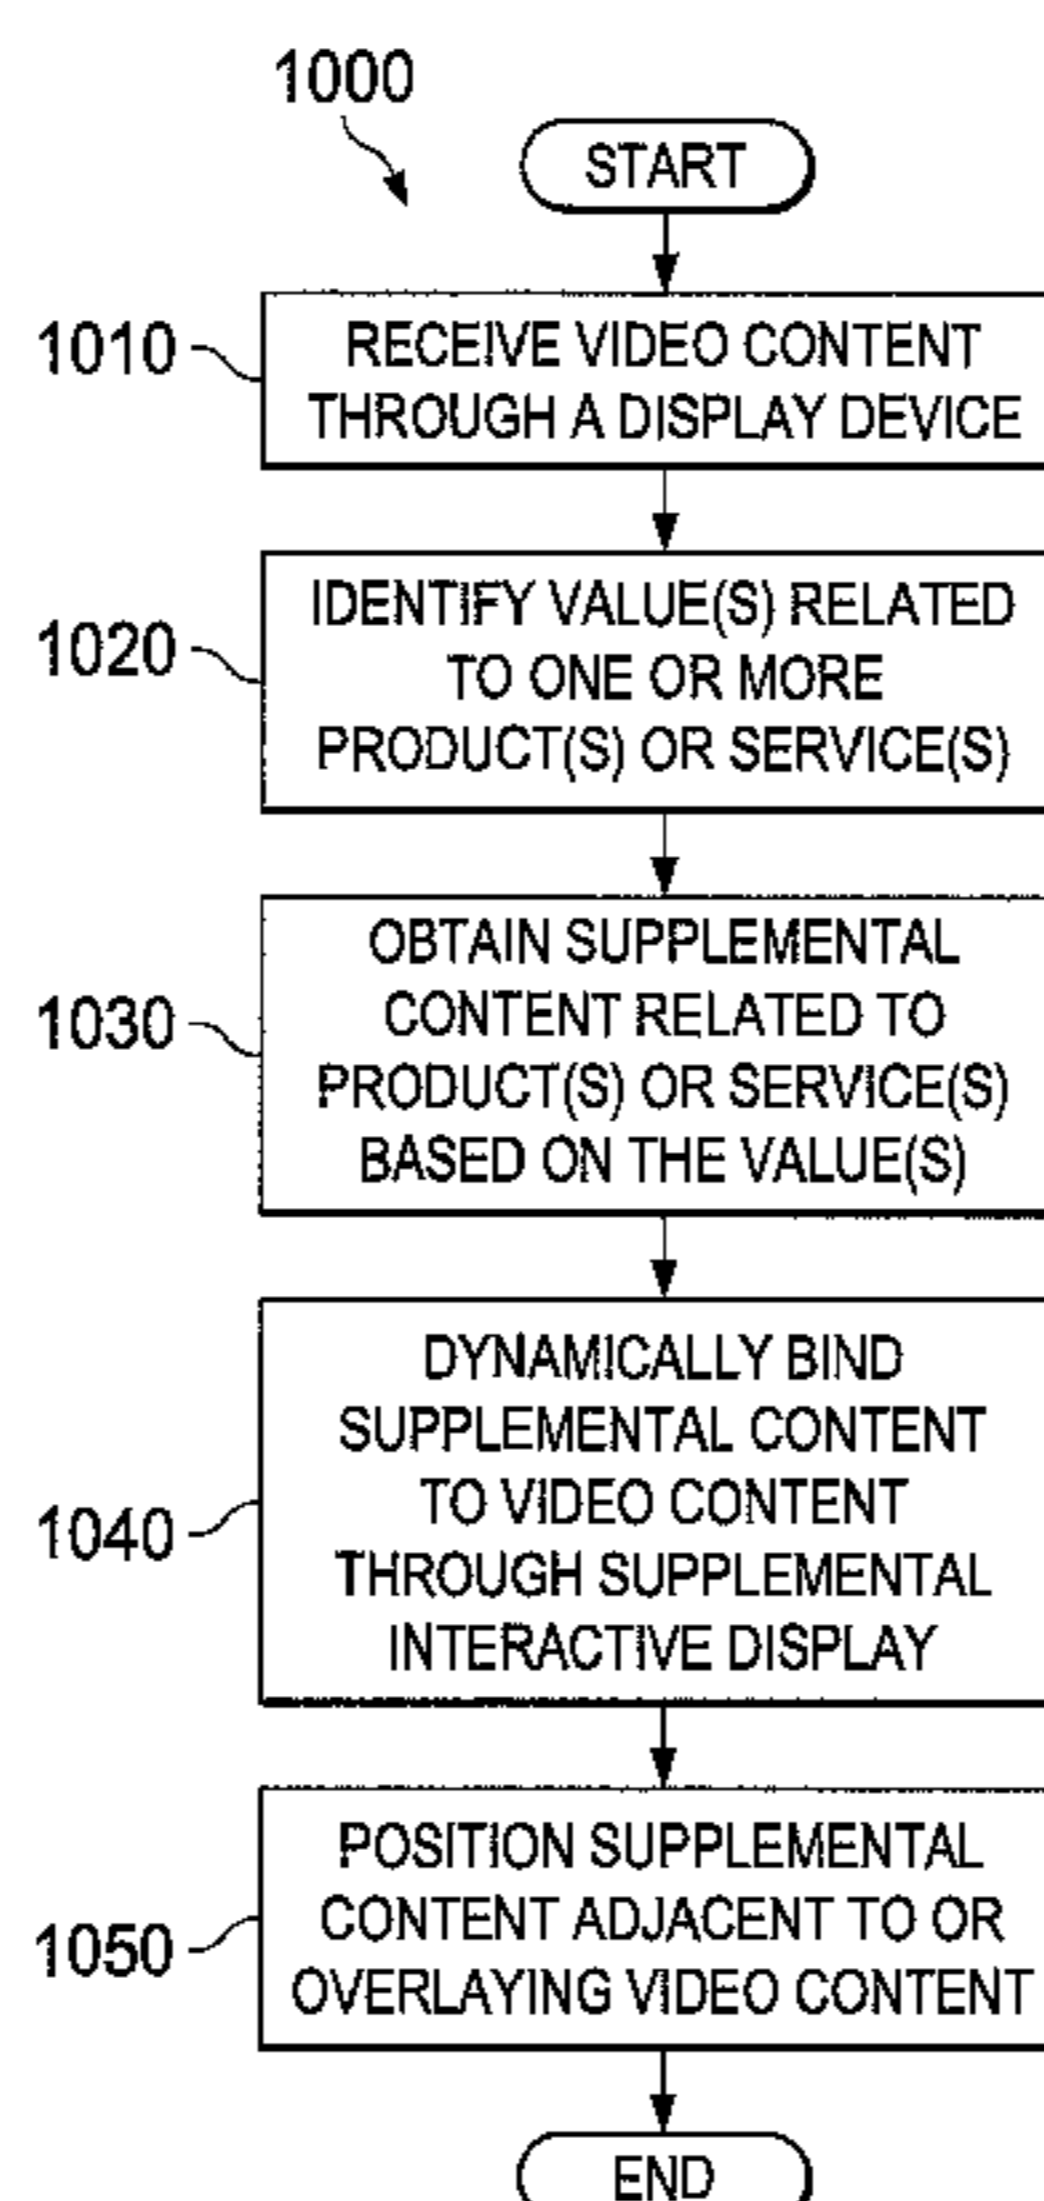 1000
START
1010
RECEIVE VIDEO CONTENT
THROUGH A DISPLAY DEVICE
1020
IDENTIFY VALUE(S) RELATED
TO ONE OR MORE
PRODUCT(S) OR SERVICE(S)
1030
OBTAIN SUPPLEMENTAL
CONTENT RELATED TO
PRODUCT(S) OR SERVICE(S)
BASED ON THE VALUE(S)
1040
DYNAMICALLY BIND
SUPPLEMENTAL CONTENT
TO VIDEO CONTENT
THROUGH SUPPLEMENTAL
INTERACTIVE DISPLAY
1050
POSITION SUPPLEMENTAL
CONTENT ADJACENT TO OR
OVERLAYING VIDEO CONTENT
END